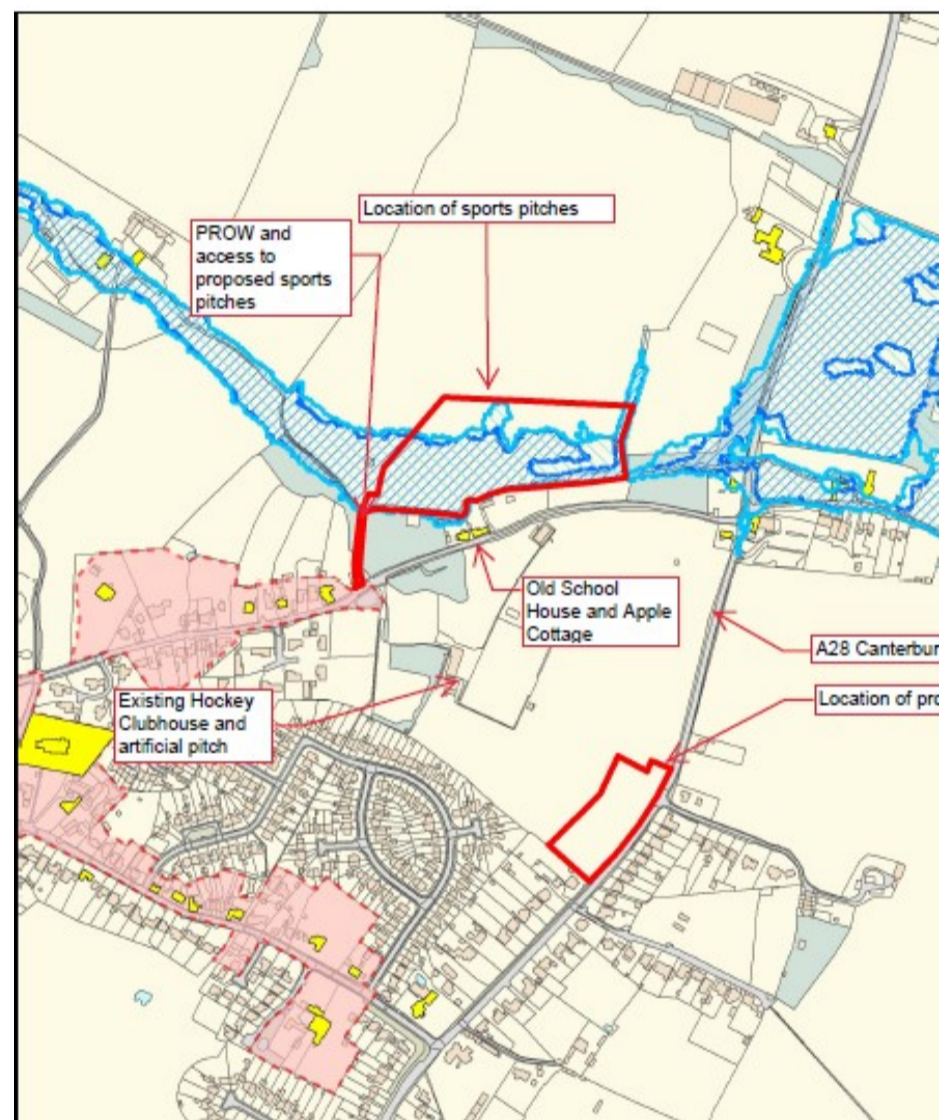 Location of sports pitches
PROW and
access to
proposed sports
pitches
Old School
House and Apple
Cottage
A28 Canterbur
Existing Hockey
Clubhouse and
artificial pitch
Location of pro